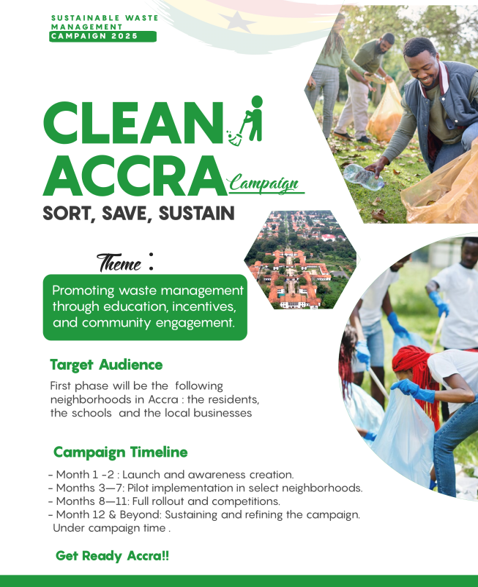 SUSTAINABLE WASTE
MANAGEMENT
CAMPAIGN 2025
CLEAN
ACCRA
Campaign
SORT, SAVE, SUSTAIN
Theme :
Promoting waste management
through education, incentives,
and community engagement.
Target Audience
First phase will be the following
neighborhoods in Accra : the residents,
the schools and the local businesses
Campaign Timeline
- Month 1 -2 : Launch and awareness creation.
- Months 3—7: Pilot implementation in select neighborhoods.
- Months 8—11: Full rollout and competitions.
- Month 12 & Beyond: Sustaining and refining the campaign.
Under campaign time .
Get Ready Accra!!